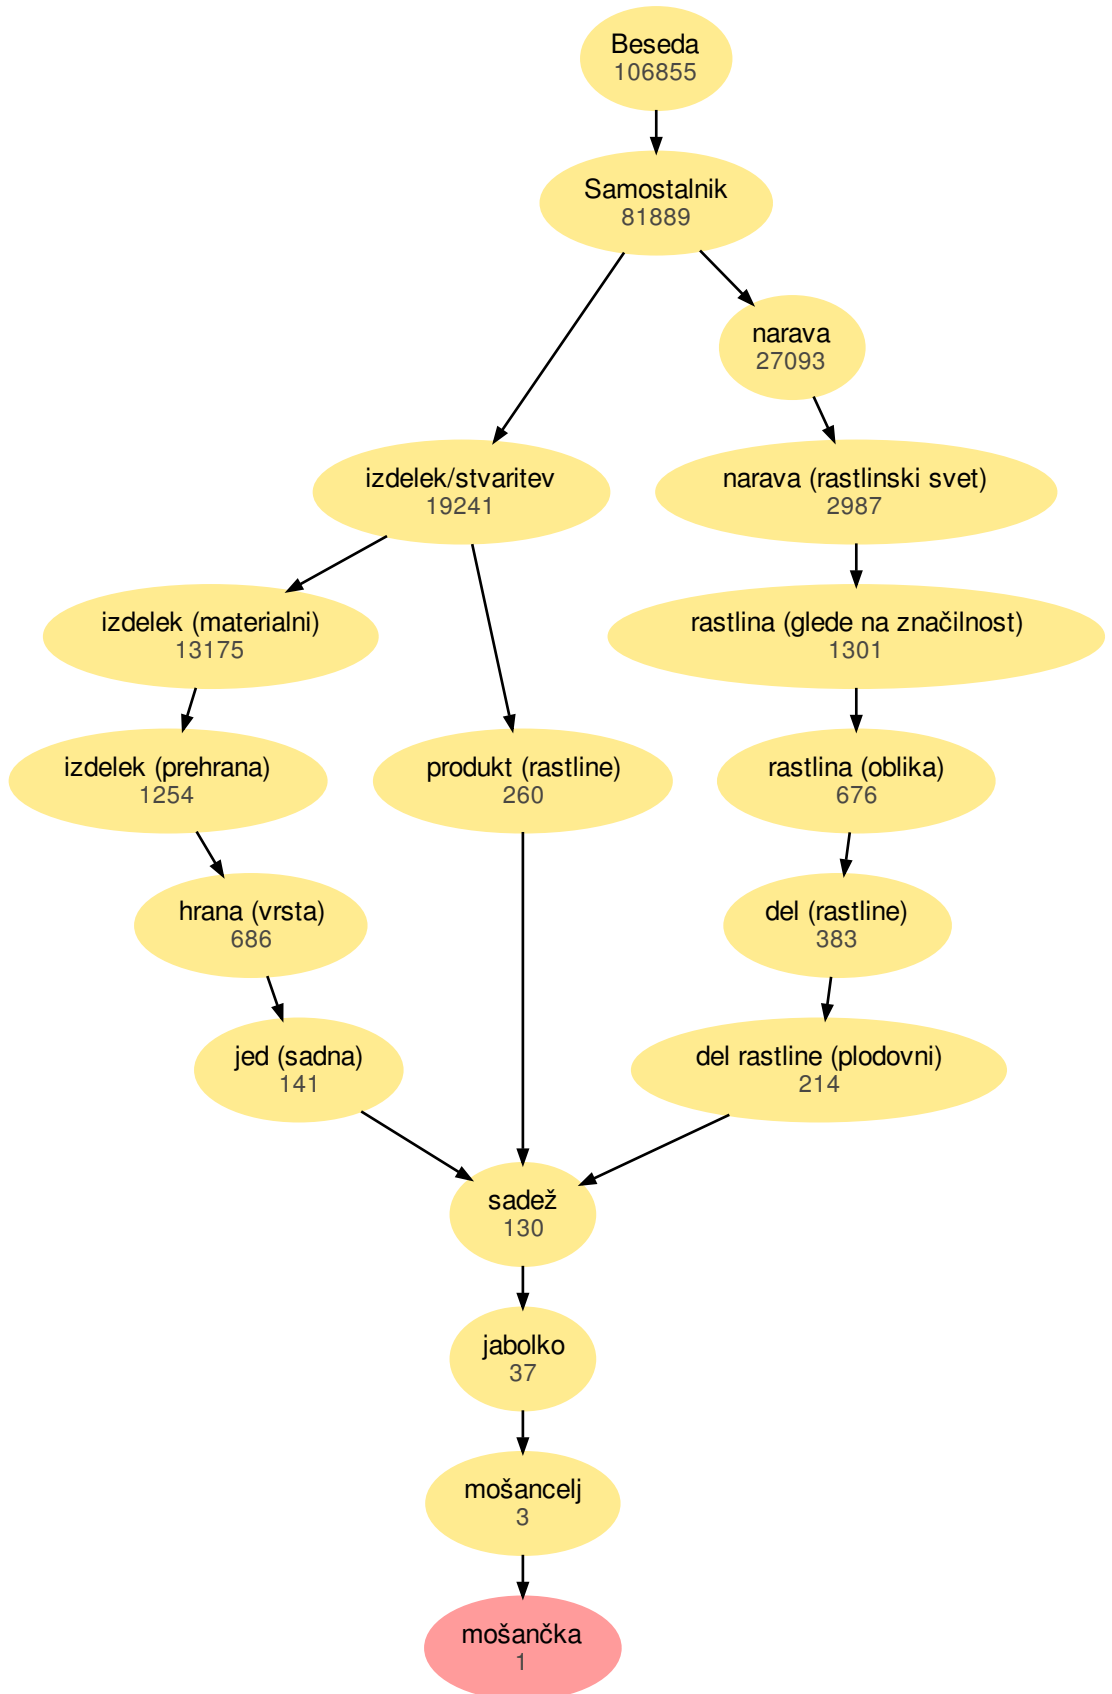 Beseda
106855
Samostalnik
81889
narava
27093
izdelek/stvaritev
19241
narava (rastlinski svet)
2987
izdelek (materialni)
13175
rastlina (glede na značilnost)
1301
izdelek (prehrana)
1254
produkt (rastline)
260
rastlina (oblika)
676
hrana (vrsta)
686
del (rastline)
383
jed (sadna)
141
del rastline (plodovni)
214
sadež
130
jabolko
37
mošancelj
3
mošančka
1